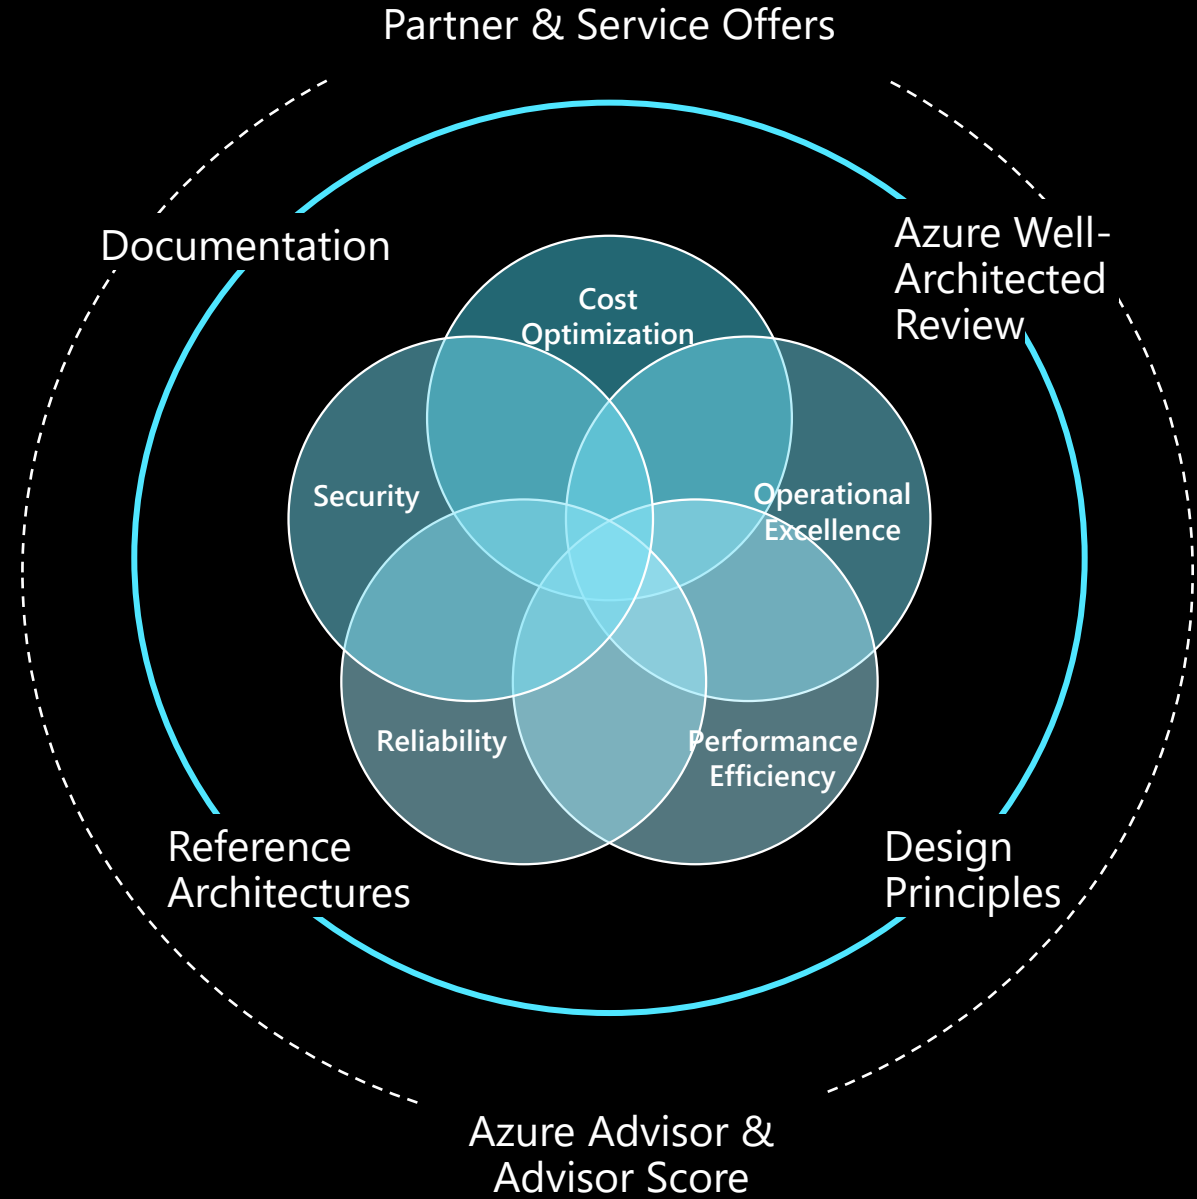 Partner & Service Offers
Documentation
Azure Well-
Architected
Review
Cost
Optimization
Security
Operational
Excellence
Reliability
Performance
Efficiency
Reference
Architectures
Design
Principles
Azure Advisor &
Advisor Score